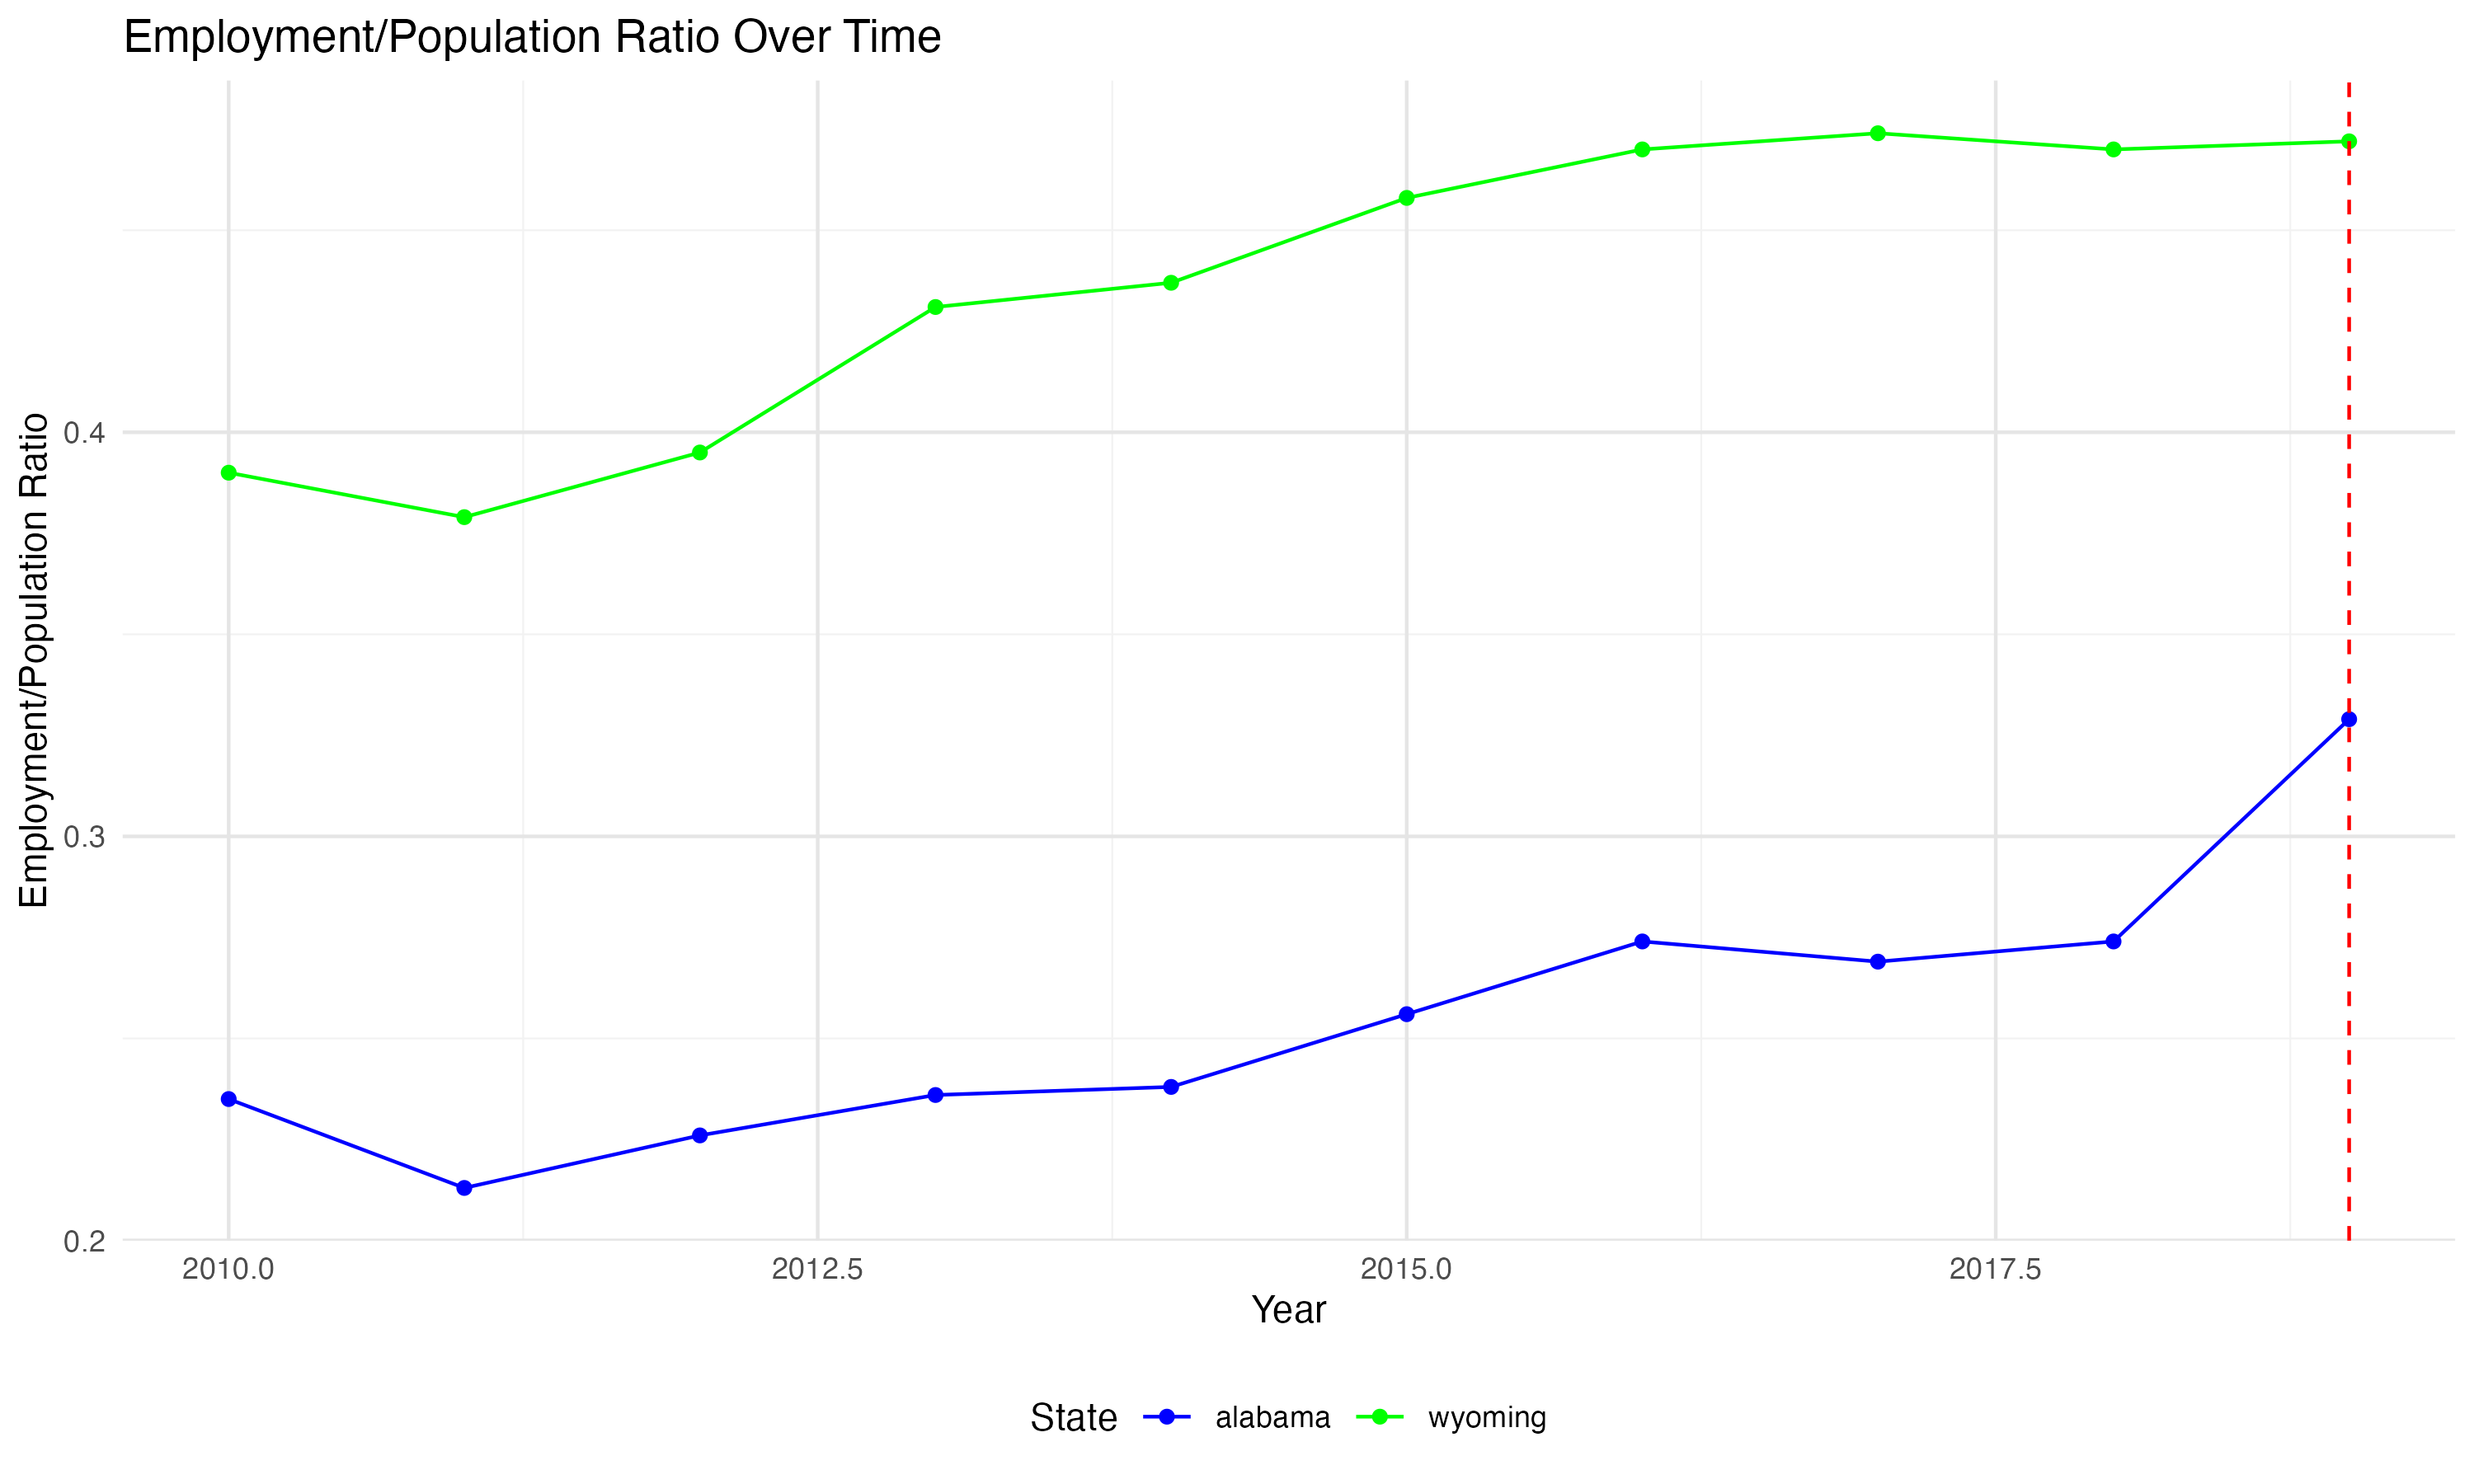 Employment/Population Ratio Over Time
Employment/Population Ratio
0.4
0.3
0.2
2010.0 2012.5 2015.0 2017.5
Year
State alabama wyoming